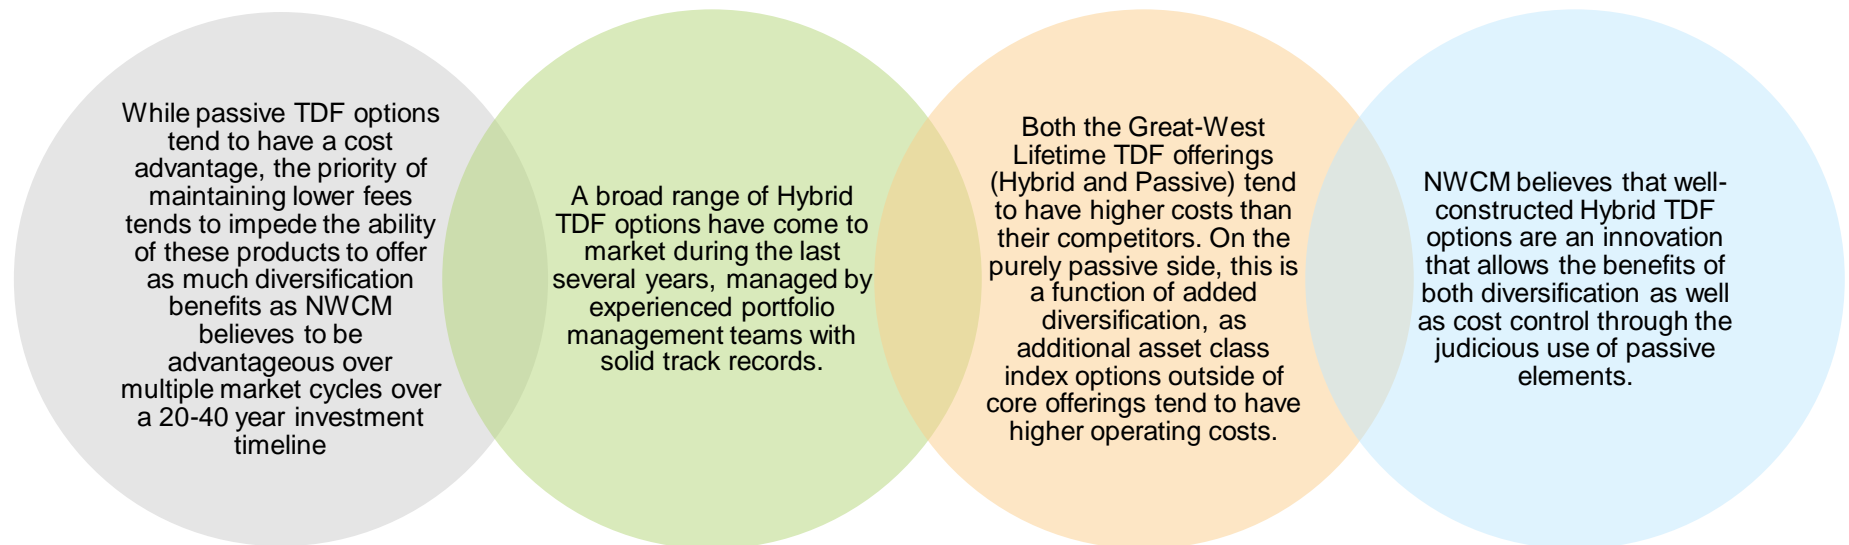 While passive TDF options
tend to have a cost
advantage, the priority of
maintaining lower fees
tends to impede the ability
of these products to offer
as much diversification
benefits as NWCM
believes to be
advantageous over
multiple market cycles over
a 20-40 year investment
timeline
A broad range of Hybrid
TDF options have come to
market during the last
several years, managed by
experienced portfolio
management teams with
solid track records.
Both the Great-West
Lifetime TDF offerings
(Hybrid and Passive) tend
to have higher costs than
their competitors. On the
purely passive side, this is
a function of added
diversification, as
additional asset class
index options outside of
core offerings tend to have
higher operating costs.
NWCM believes that well-
constructed Hybrid TDF
options are an innovation
that allows the benefits of
both diversification as well
as cost control through the
judicious use of passive
elements.